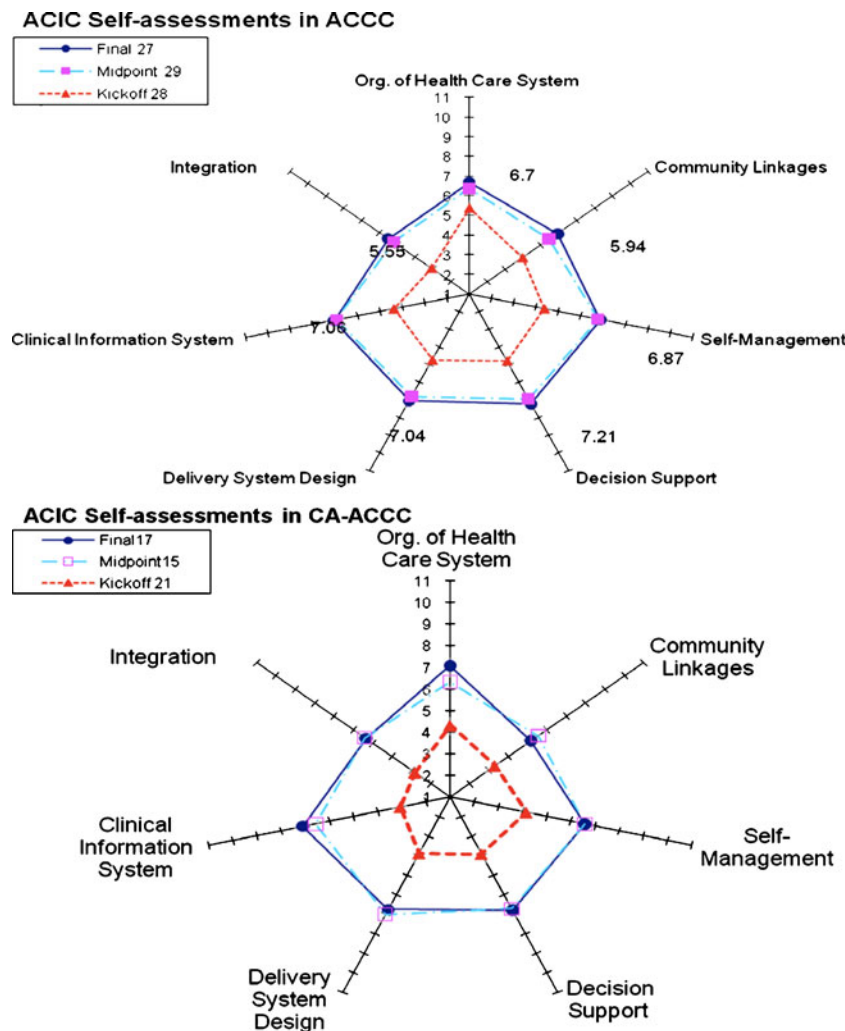 ACIC Self-assessments in ACCC
Final 27
Midpoint 29
Kickoff 28
Org. of Health Care System
11
10
9
8
7
6
5
4
3
2
1
6.7
Community Linkages
5.94
Self-Management
6.87
Decision Support
7.21
Delivery System Design
7.04
Clinical Information System
7.06
Integration
5.55
ACIC Self-assessments in CA-ACCC
Final17
Midpoint15
Kickoff 21
Org. of Health
Care System
11
10
9
8
7
6
5
4
3
2
1
Community
Linkages
Self-
Management
Decision
Support
Delivery
System
Design
Clinical
Information
System
Integration